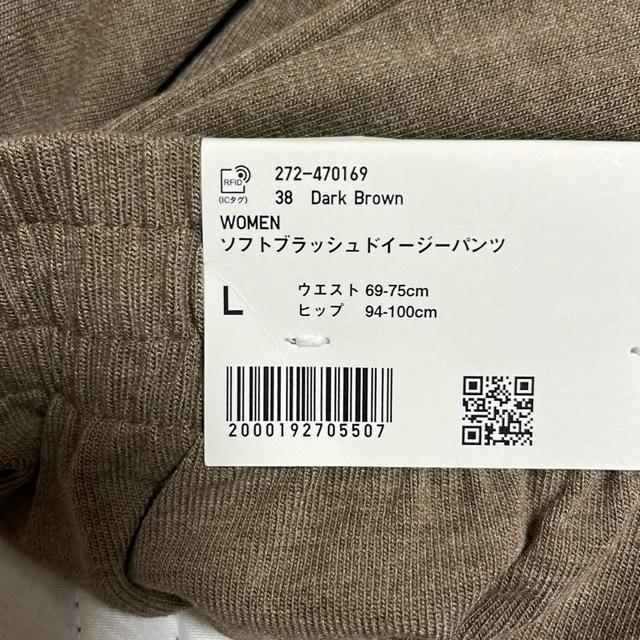 272-470169
RFID
(ICタグ)
38 Dark Brown
WOMEN
ソフトブラッシュドイージーパンツ
L
ウエスト 69-75cm
ヒップ 94-100cm
2000192705507